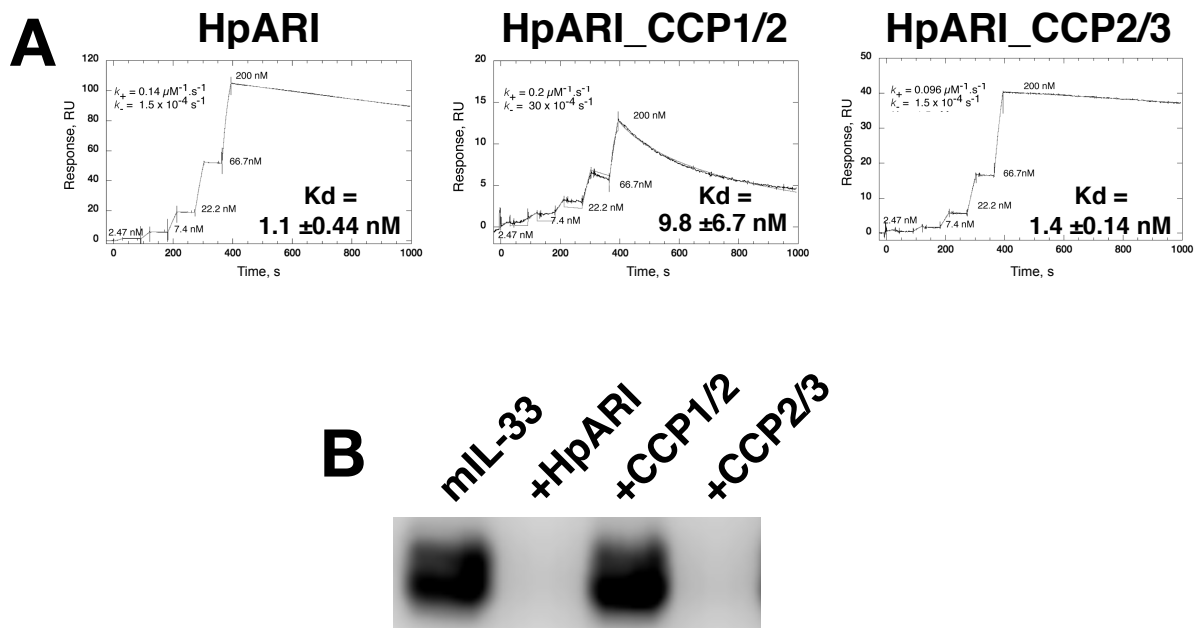 A
HpARI
120
100
80
60
40
20
0
Response, RU
k₊ = 0.14 µM⁻¹.s⁻¹
k₋ = 1.5 x 10⁻⁴ s⁻¹
200 nM
66.7nM
22.2 nM
7.4 nM
2.47 nM
Kd =
1.1 ±0.44 nM
0 200 400 600 800 1000
Time, s
HpARI_CCP1/2
20
15
10
5
0
Response, RU
k₊ = 0.2 µM⁻¹.s⁻¹
k₋ = 30 x 10⁻⁴ s⁻¹
200 nM
66.7nM
22.2 nM
7.4 nM
2.47 nM
Kd =
9.8 ±6.7 nM
0 200 400 600 800 1000
Time, s
HpARI_CCP2/3
50
40
30
20
10
0
Response, RU
k₊ = 0.096 µM⁻¹.s⁻¹
k₋ = 1.5 x 10⁻⁴ s⁻¹
200 nM
66.7nM
22.2 nM
7.4 nM
2.47 nM
Kd =
1.4 ±0.14 nM
0 200 400 600 800 1000
Time, s
B
mIL-33
+HpARI
+CCP1/2
+CCP2/3